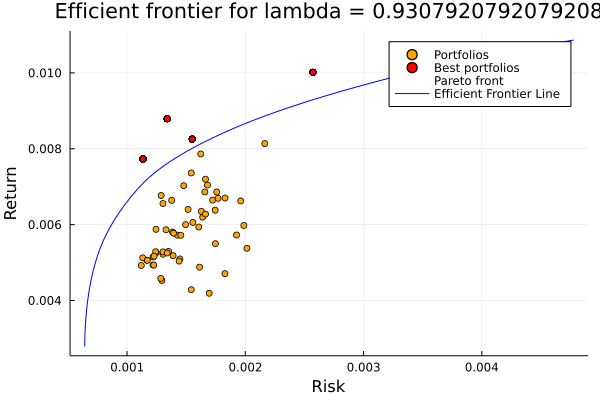 Efficient frontier for lambda = 0.9307920792079208
Portfolios
Best portfolios
Pareto front
Efficient Frontier Line
Return
0.010
0.008
0.006
0.004
0.001
0.002
0.003
0.004
Risk